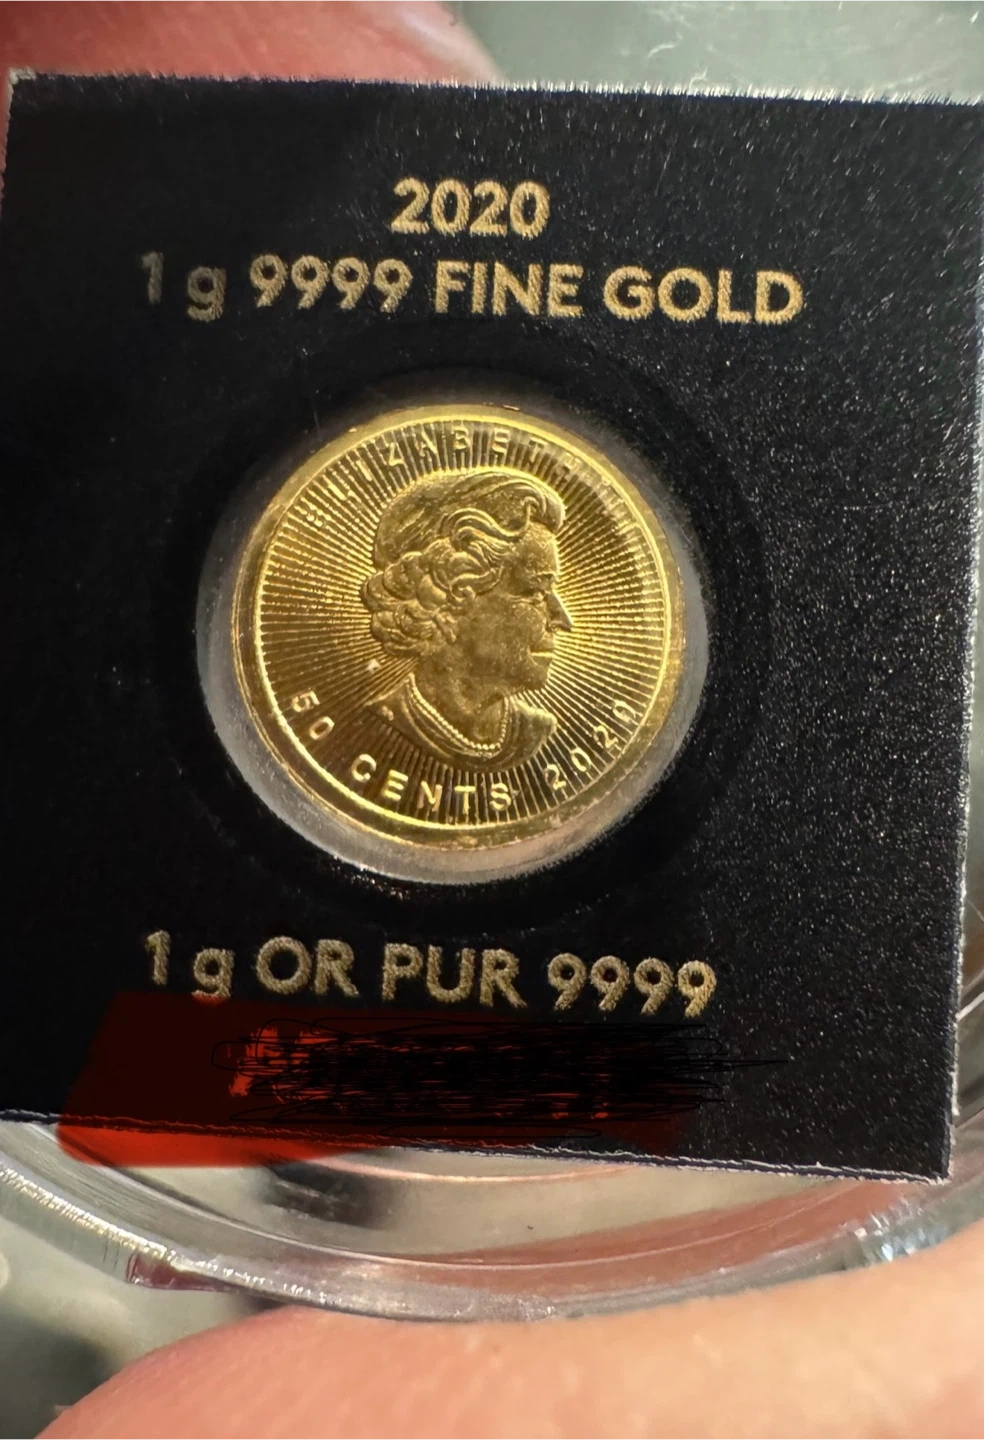 2020
1 g 9999 FINE GOLD
ELIZABETH II
50 CENTS 2020
1 g OR PUR 9999